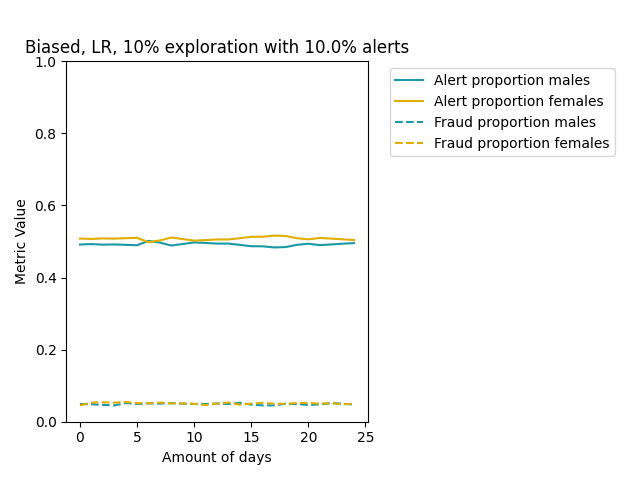 Biased, LR, 10% exploration with 10.0% alerts
Alert proportion males
Alert proportion females
Fraud proportion males
Fraud proportion females
Metric Value
1.0
0.8
0.6
0.4
0.2
0.0
0 5 10 15 20 25
Amount of days